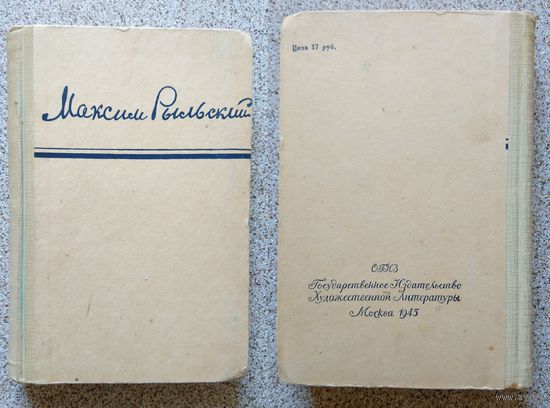 Максим Рыльский
Цена 17 руб.
ОГИЗ
Государственное Издательство
Художественной Литературы
Москва 1945